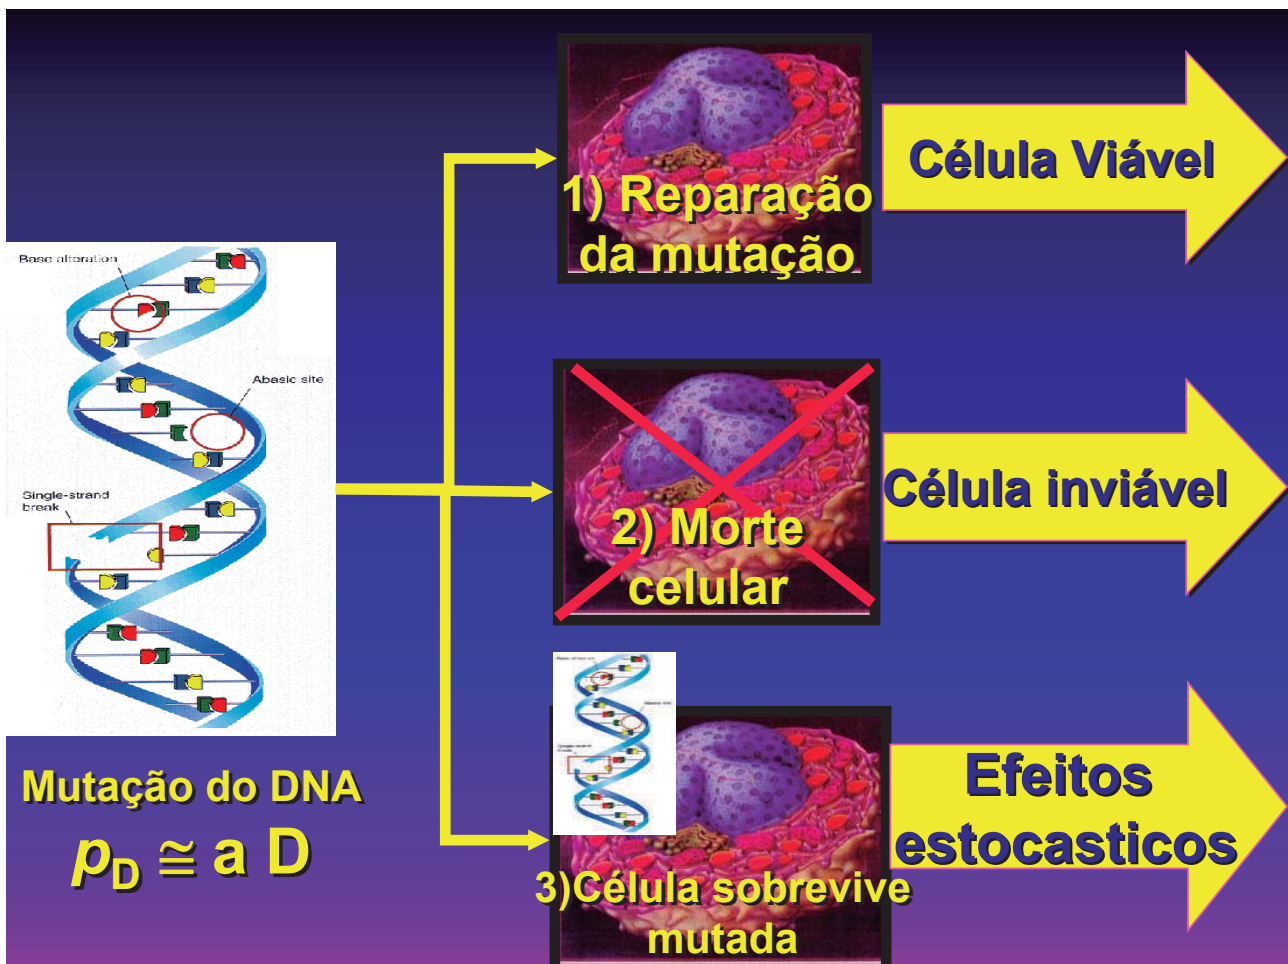 Base alteration
Abasic site
Single-strand
break
Mutação do DNA
pD ≅ a D
1) Reparação
da mutação
Célula Viável
2) Morte
celular
Célula inviável
3)Célula sobrevive
mutada
Efeitos
estocasticos